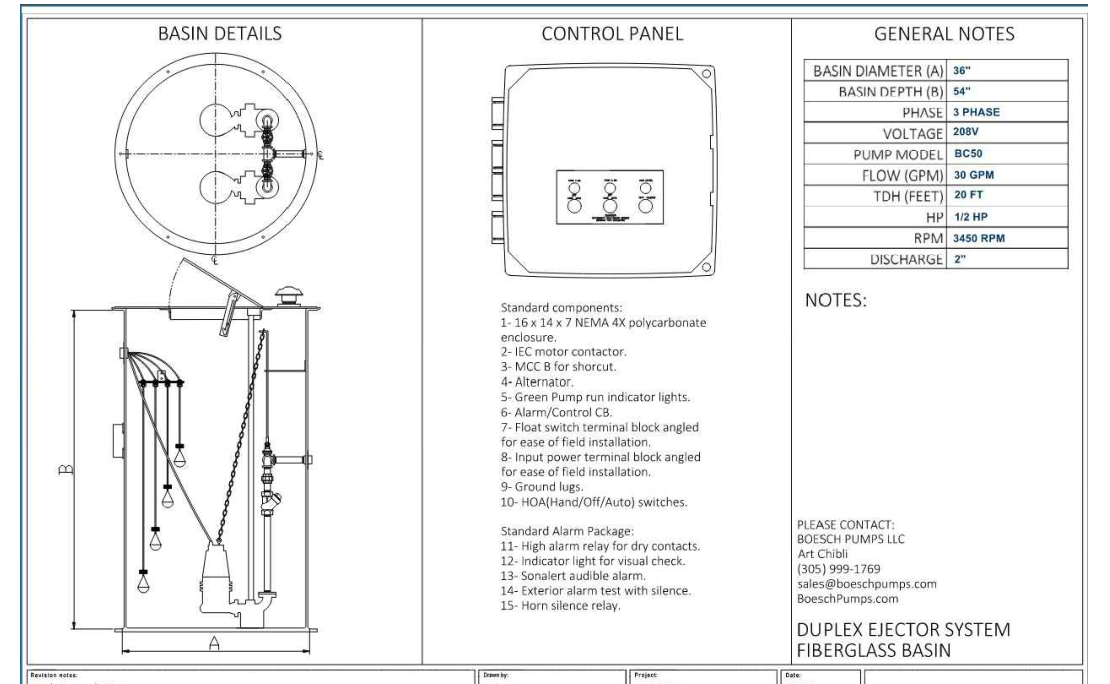 BASIN DETAILS
B
A
CONTROL PANEL
Standard components:
1- 16 x 14 x 7 NEMA 4X polycarbonate
enclosure.
2- IEC motor contactor.
3- MCC B for shorcut.
4- Alternator.
5- Green Pump run indicator lights.
6- Alarm/Control CB.
7- Float switch terminal block angled
for ease of field installation.
8- Input power terminal block angled
for ease of field installation.
9- Ground lugs.
10- HOA(Hand/Off/Auto) switches.
Standard Alarm Package:
11- High alarm relay for dry contacts.
12- Indicator light for visual check.
13- Sonalert audible alarm.
14- Exterior alarm test with silence.
15- Horn silence relay.
GENERAL NOTES
BASIN DIAMETER (A) 36"
BASIN DEPTH (B) 54"
PHASE 3 PHASE
VOLTAGE 208V
PUMP MODEL BC50
FLOW (GPM) 30 GPM
TDH (FEET) 20 FT
HP 1/2 HP
RPM 3450 RPM
DISCHARGE 2"
NOTES:
PLEASE CONTACT:
BOESCH PUMPS LLC
Art Chibli
(305) 999-1769
sales@boeschpumps.com
BoeschPumps.com
DUPLEX EJECTOR SYSTEM
FIBERGLASS BASIN
Revision notes:
Drawn by:
Project:
Date: